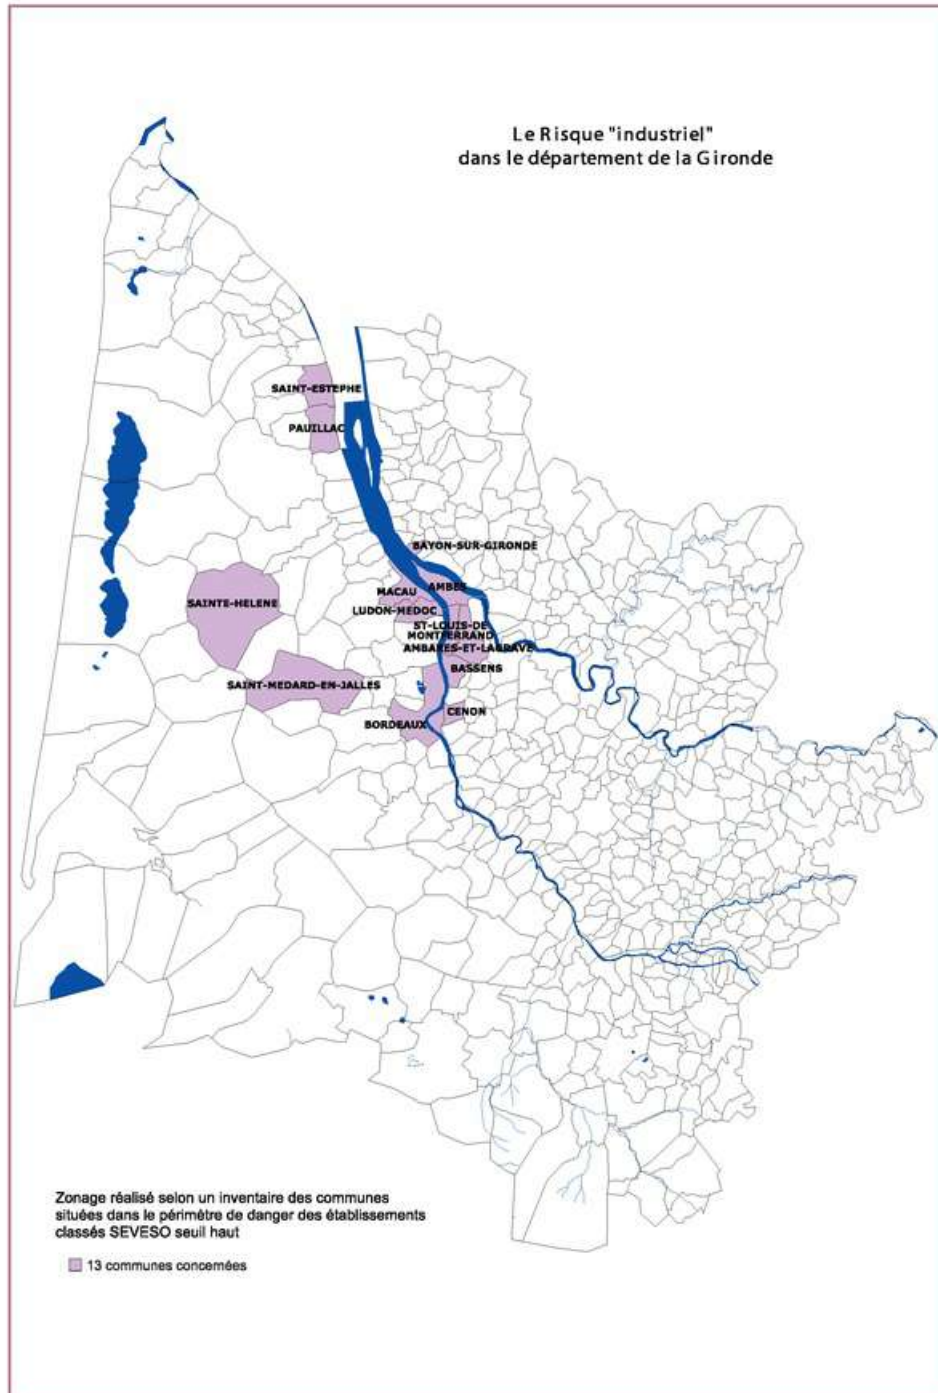 Le Risque "industriel"
dans le département de la Gironde
SAINT-ESTEPHE
PAUILLAC
BAYON-SUR-GIRONDE
AMBES
MACAU
SAINTE-HELENE
LUDON-MEDOC
ST-LOUIS-DE
MONTFERRAND
AMBARES-ET-LAGRAVE
BASSENS
SAINT-MEDARD-EN-JALLES
CENON
BORDEAUX
Zonage réalisé selon un inventaire des communes
situées dans le périmètre de danger des établissements
classés SEVESO seuil haut
13 communes concernées